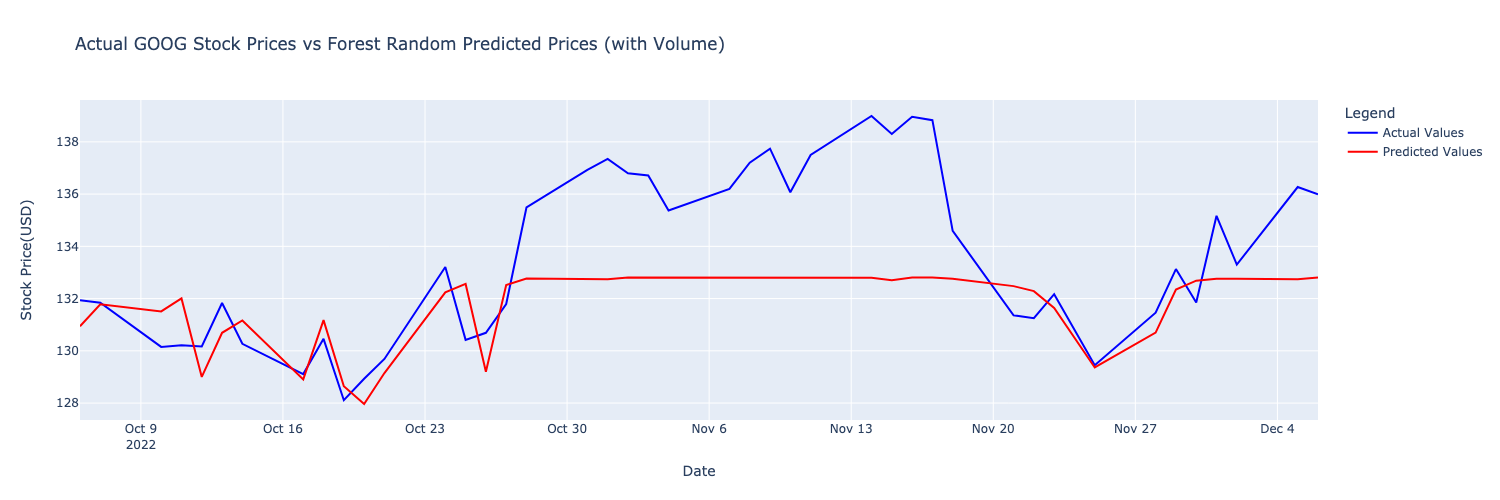 Actual GOOG Stock Prices vs Forest Random Predicted Prices (with Volume)
Legend
Actual Values
Predicted Values
Stock Price(USD)
138
136
134
132
130
128
Oct 9
2022
Oct 16
Oct 23
Oct 30
Nov 6
Nov 13
Nov 20
Nov 27
Dec 4
Date